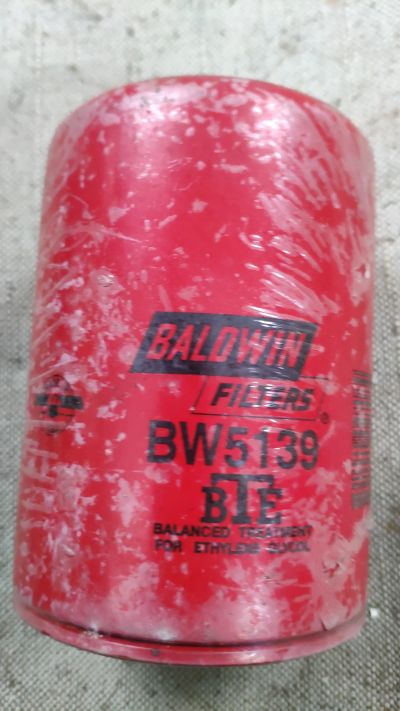 BALDWIN
FILTERS®
BW5139
BTE
BALANCED TREATMENT
FOR ETHYLENE GLYCOL